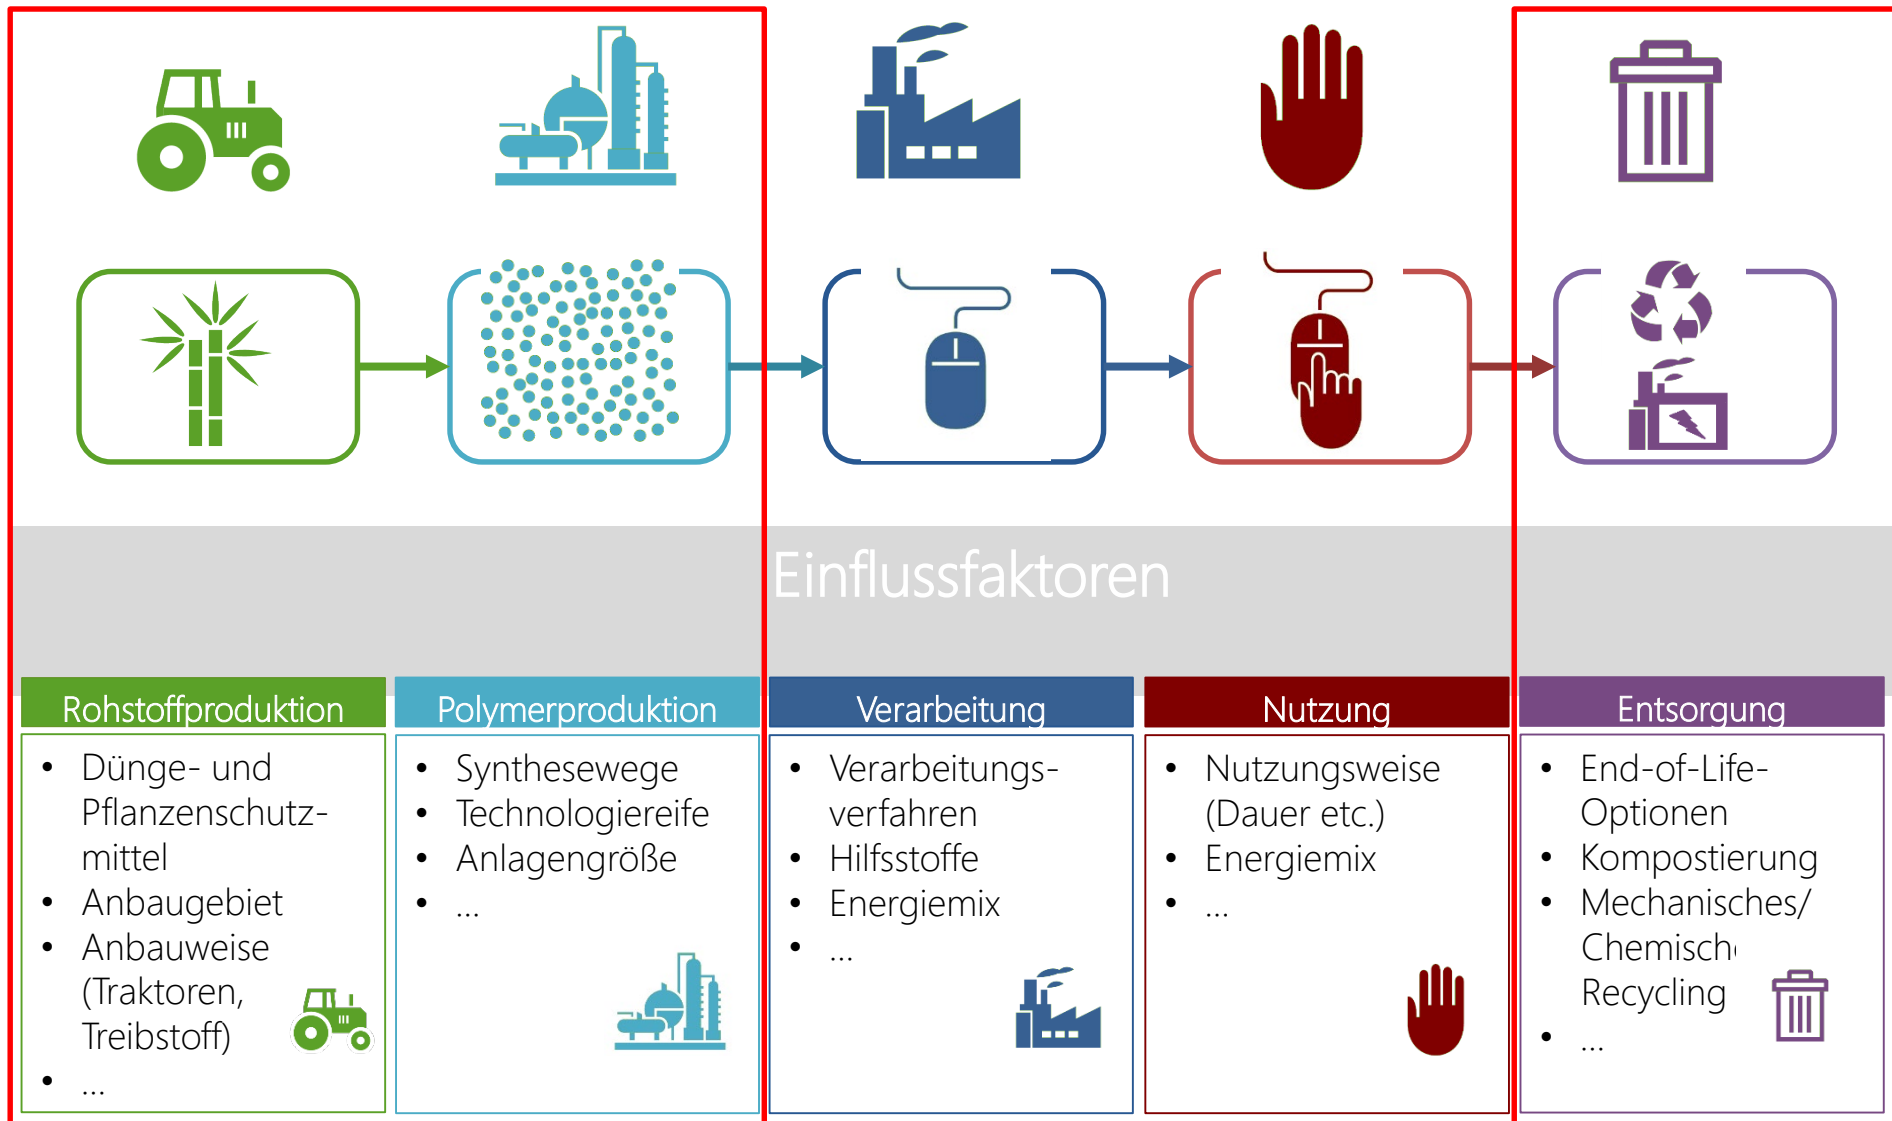 Einflussfaktoren
Rohstoffproduktion
• Dünge- und
Pflanzenschutz-
mittel
• Anbaugebiet
• Anbauweise
(Traktoren,
Treibstoff)
• ...
Polymerproduktion
• Synthesewege
• Technologiereife
• Anlagengröße
• ...
Verarbeitung
• Verarbeitungs-
verfahren
• Hilfsstoffe
• Energiemix
• ...
Nutzung
• Nutzungsweise
(Dauer etc.)
• Energiemix
• ...
Entsorgung
• End-of-Life-
Optionen
• Kompostierung
• Mechanisches/
Recycling
• ...